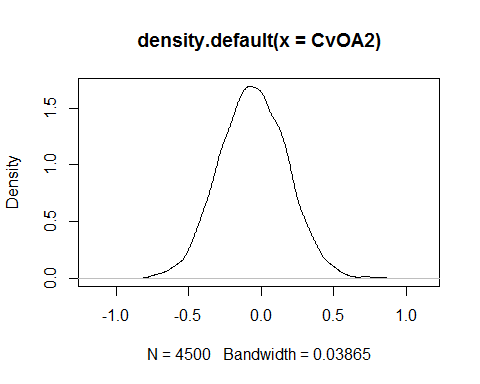 density.default(x = CvOA2)
Density
1.5
1.0
0.5
0.0
-1.0 -0.5 0.0 0.5 1.0
N = 4500 Bandwidth = 0.03865